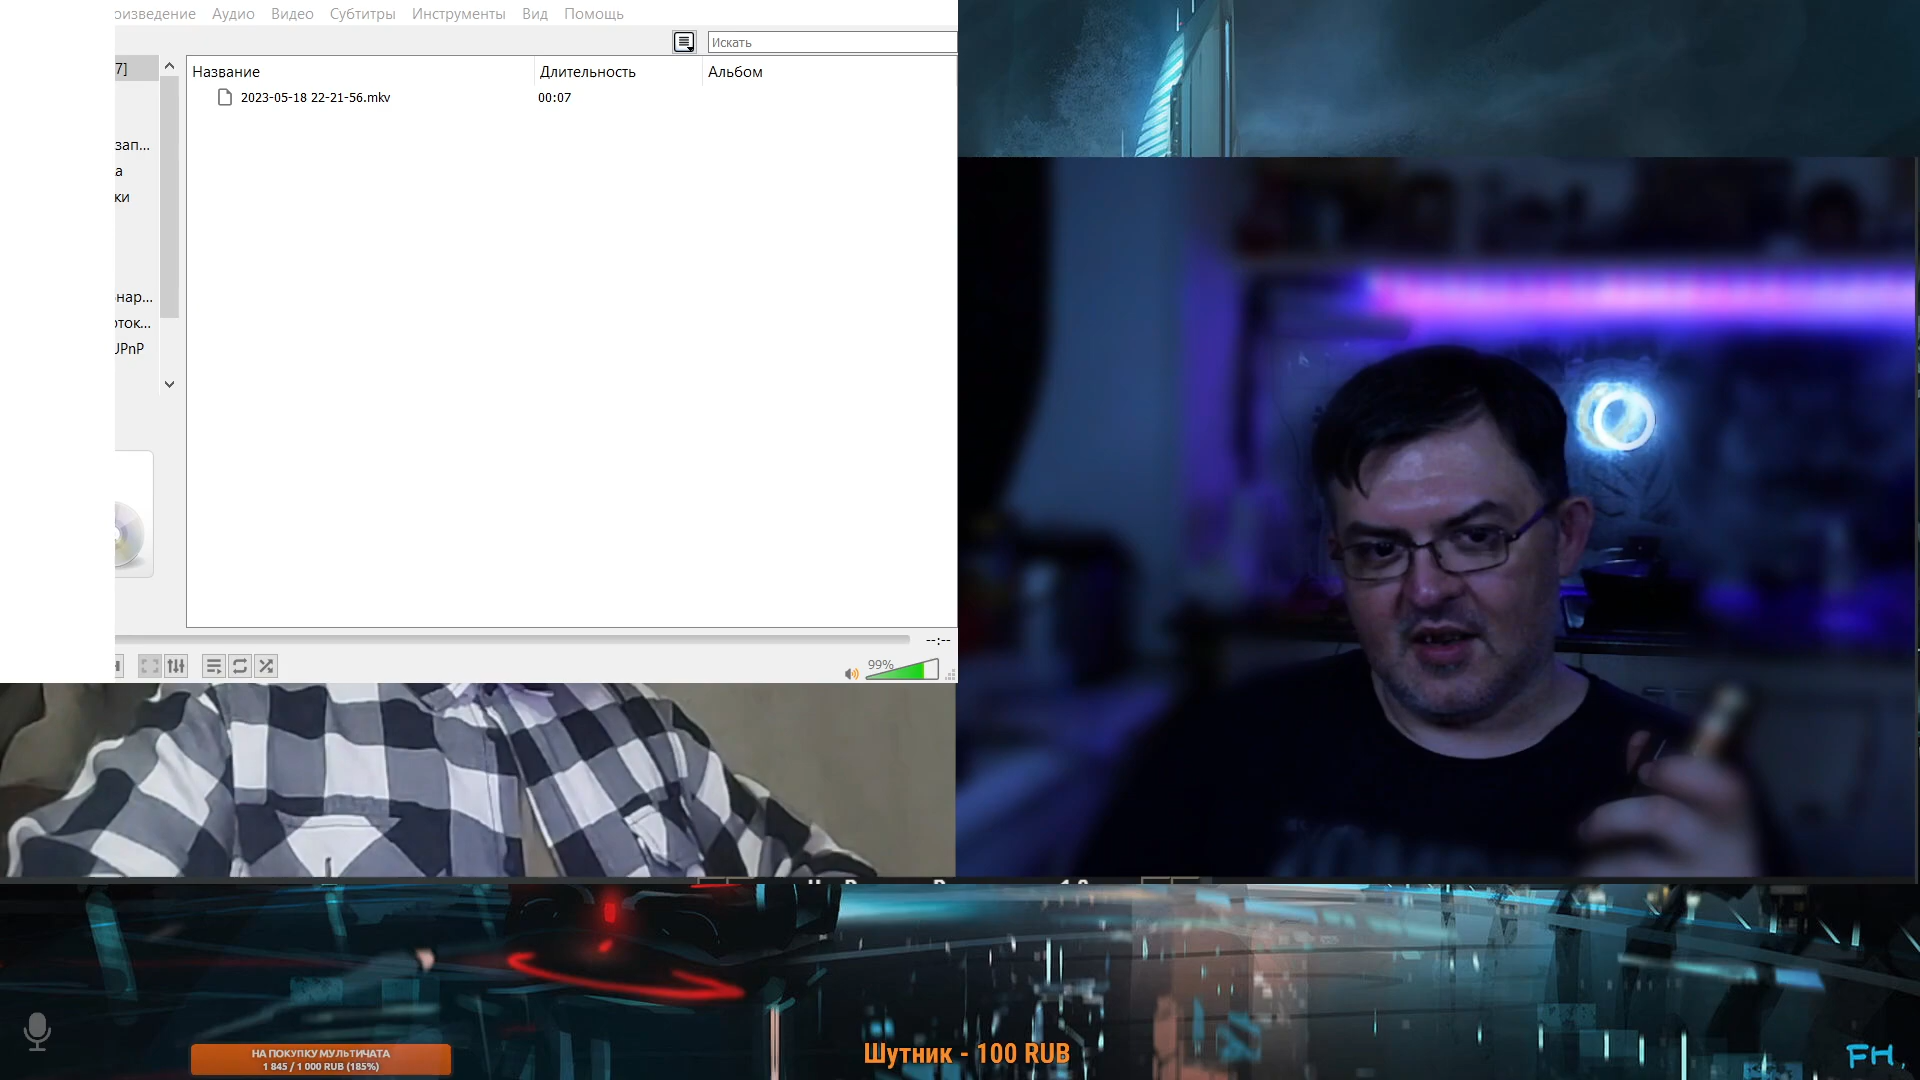 оизведение Аудио Видео Субтитры Инструменты Вид Помощь
Искать
7]
Название Длительность Альбом
2023-05-18 22-21-56.mkv 00:07
зап...
а
ки
нар...
оток...
JPnP
--:--
99%
НА ПОКУПКУ МУЛЬТИЧАТА
1 845 / 1 000 RUB (185%)
Шутник - 100 RUB
FH,